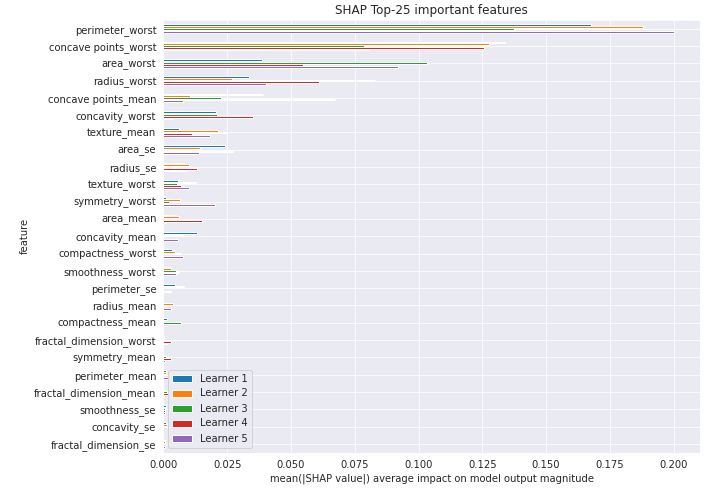 SHAP Top-25 important features
perimeter_worst
concave points_worst
area_worst
radius_worst
concave points_mean
concavity_worst
texture_mean
area_se
radius_se
texture_worst
symmetry_worst
area_mean
concavity_mean
compactness_worst
smoothness_worst
perimeter_se
radius_mean
compactness_mean
fractal_dimension_worst
symmetry_mean
perimeter_mean
fractal_dimension_mean
smoothness_se
concavity_se
fractal_dimension_se
feature
Learner 1
Learner 2
Learner 3
Learner 4
Learner 5
0.000 0.025 0.050 0.075 0.100 0.125 0.150 0.175 0.200
mean(|SHAP value|) average impact on model output magnitude